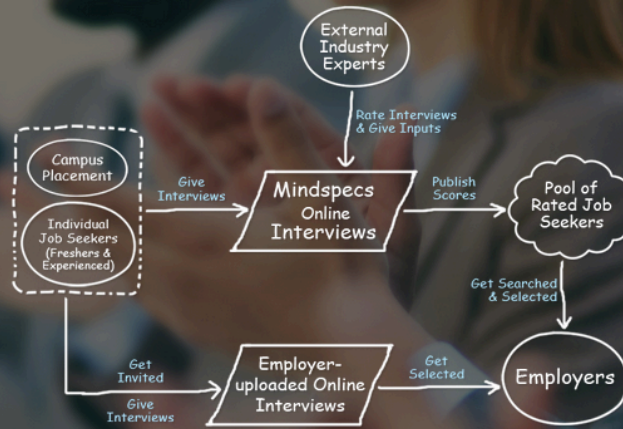 External
Industry
Experts
Rate Interviews
& Give Inputs
Campus
Placement
Individual
Job Seekers
(Freshers &
Experienced)
Give
Interviews
Mindspecs
Online
Interviews
Publish
Scores
Pool of
Rated Job
Seekers
Get Searched
& Selected
Get
Invited
Give
Interviews
Employer-
uploaded Online
Interviews
Get
Selected
Employers